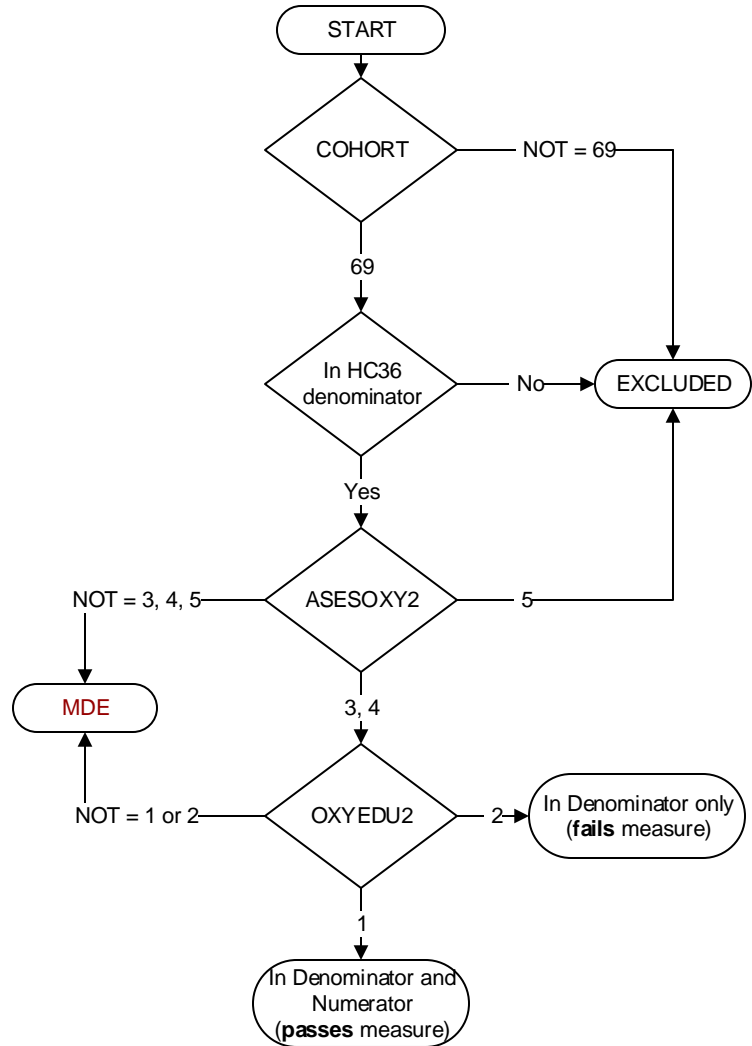 START
COHORT
NOT = 69
69
In HC36
denominator
No
EXCLUDED
Yes
NOT = 3, 4, 5
ASESOXY2
5
MDE
3, 4
NOT = 1 or 2
OXYEDU2
2
In Denominator only
(fails measure)
1
In Denominator and
Numerator
(passes measure)